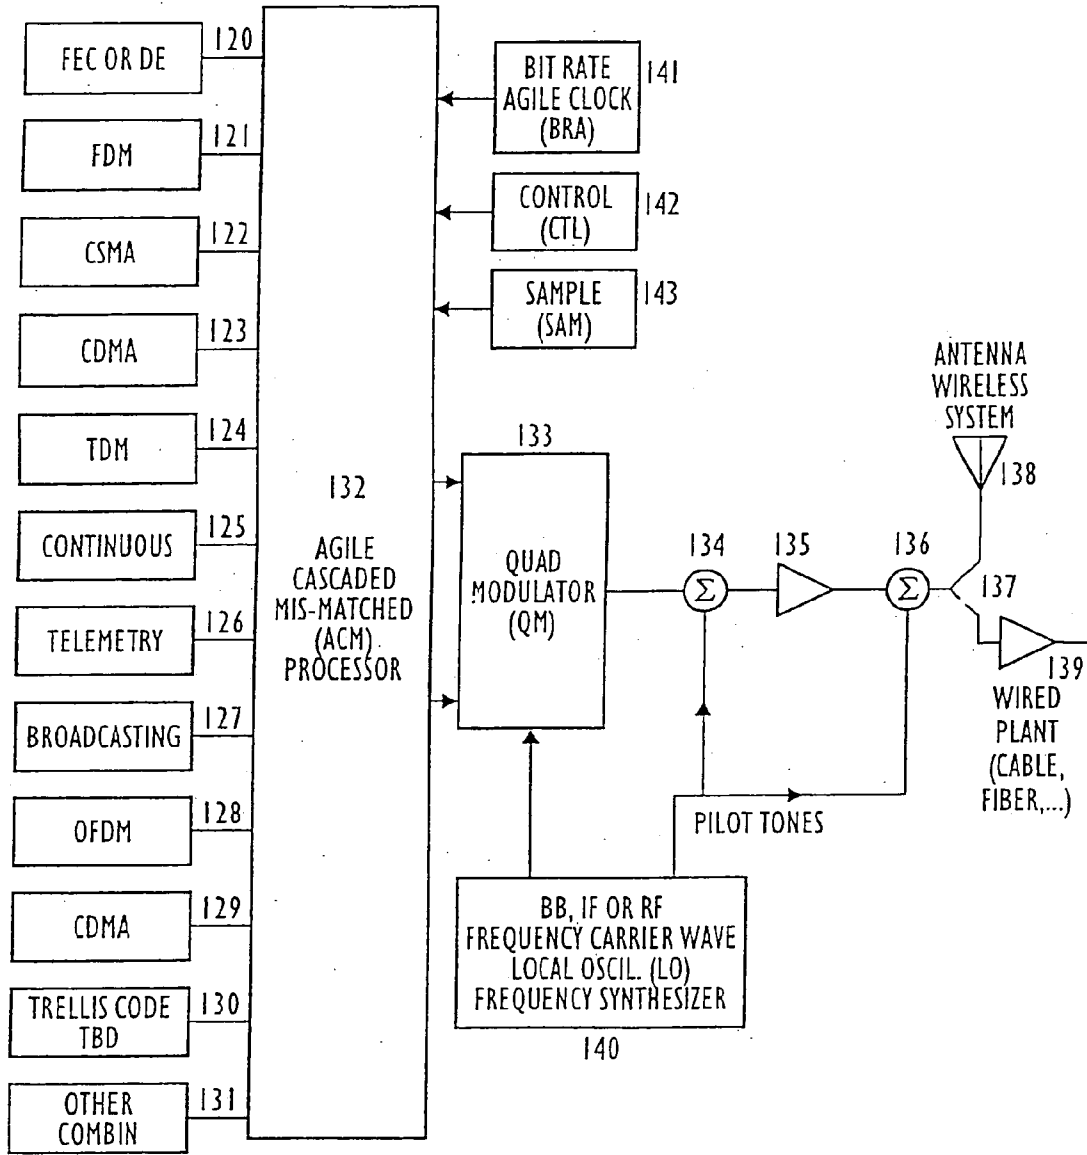 FEC OR DE
120
FDM
121
CSMA
122
CDMA
123
TDM
124
CONTINUOUS
125
TELEMETRY
126
BROADCASTING
127
OFDM
128
CDMA
129
TRELLIS CODE
TBD
130
OTHER
COMBIN
131
132
AGILE
CASCADED
MIS-MATCHED
(ACM)
PROCESSOR
BIT RATE
AGILE CLOCK
(BRA)
141
CONTROL
(CTL)
142
SAMPLE
(SAM)
143
133
QUAD
MODULATOR
(QM)
134
Σ
135
136
Σ
137
ANTENNA
WIRELESS
SYSTEM
138
139
WIRED
PLANT
(CABLE,
FIBER,...)
PILOT TONES
BB, IF OR RF
FREQUENCY CARRIER WAVE
LOCAL OSCIL. (LO)
FREQUENCY SYNTHESIZER
140